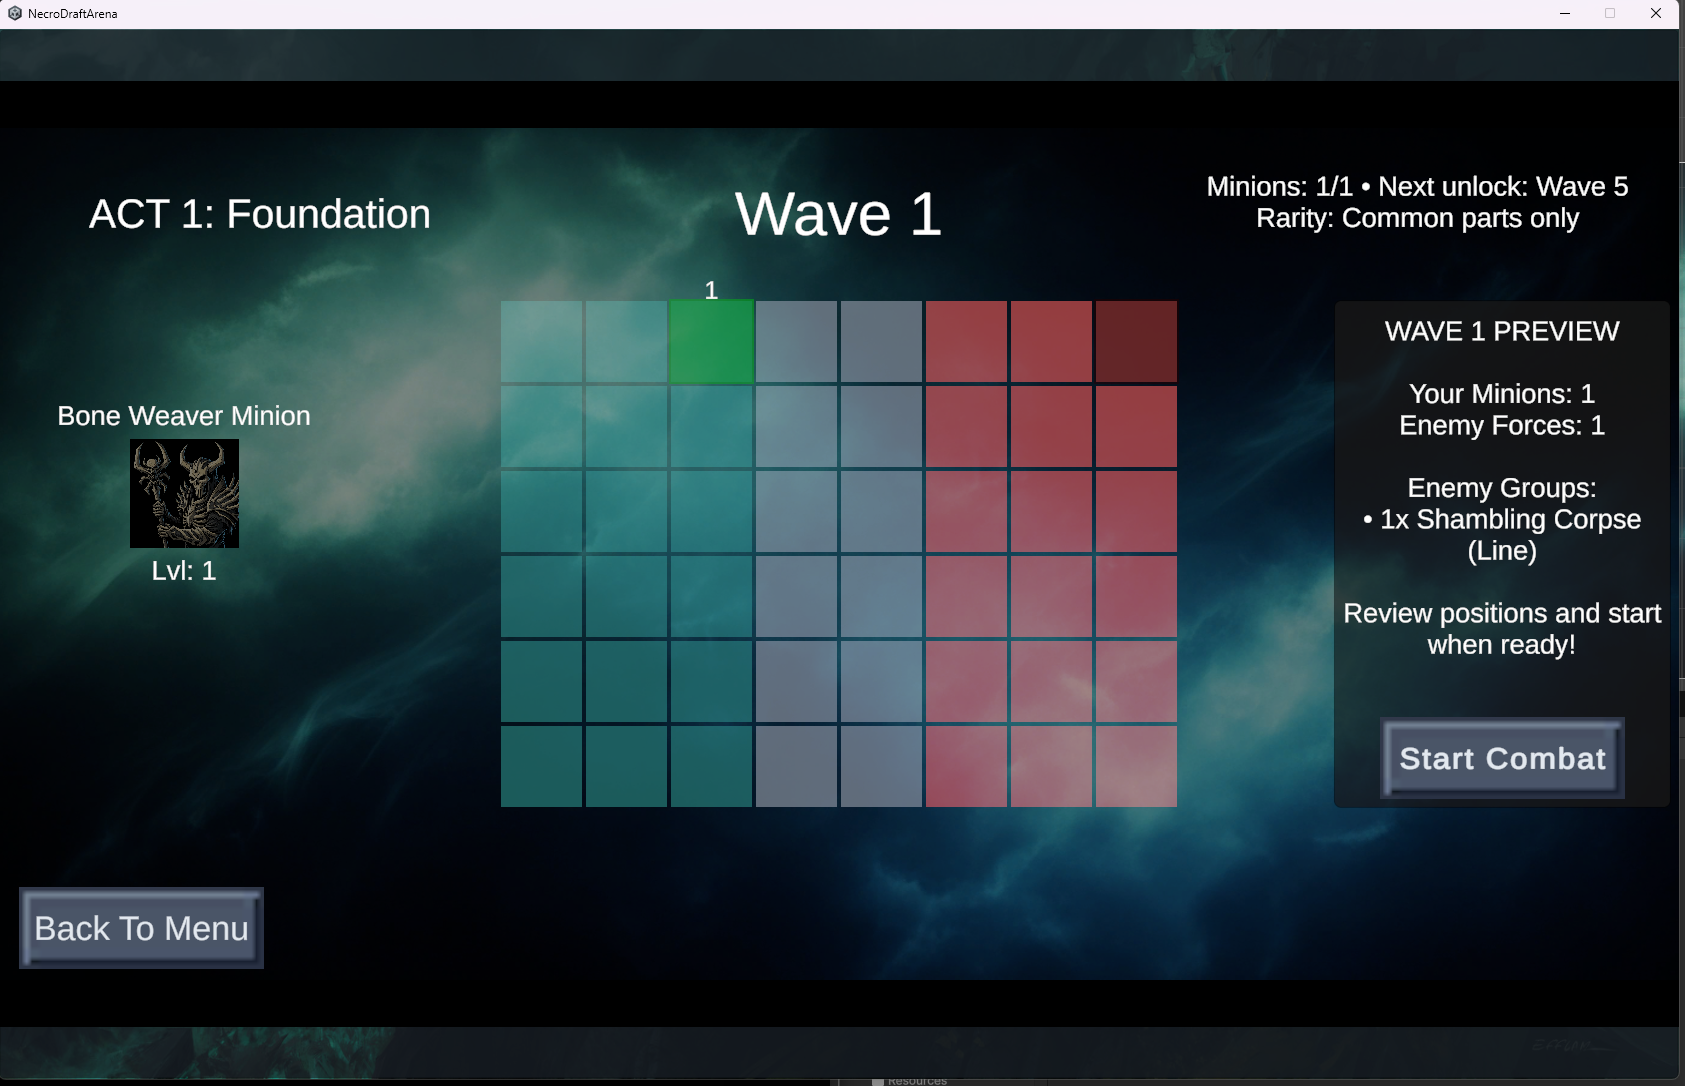 NecroDraftArena
ACT 1: Foundation
Wave 1
Minions: 1/1 • Next unlock: Wave 5
Rarity: Common parts only
1
Bone Weaver Minion
Lvl: 1
WAVE 1 PREVIEW
Your Minions: 1
Enemy Forces: 1
Enemy Groups:
• 1x Shambling Corpse
(Line)
Review positions and start
when ready!
Start Combat
Back To Menu
Resources